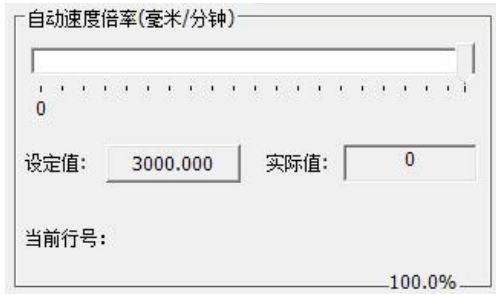 自动速度倍率(毫米/分钟)
0
设定值: 3000.000 实际值: 0
当前行号:
100.0%